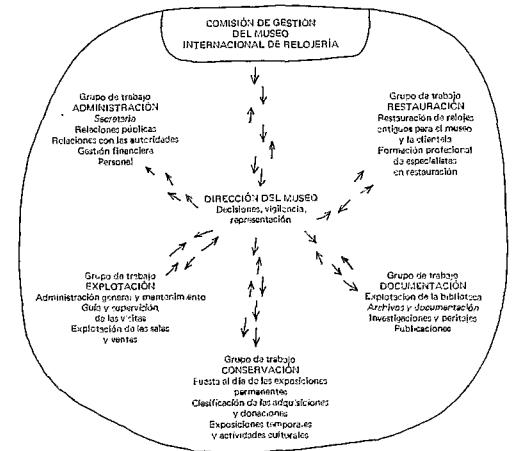 COMISIÓN DE GESTIÓN
DEL MUSEO
INTERNACIONAL DE RELOJERÍA
Grupo de trabajo
ADMINISTRACIÓN
Secretaría
Relaciones públicas
Relaciones con las autoridades
Gestión financiera
Personal
Grupo de trabajo
RESTAURACIÓN
Restauración de relojes
antiguos para el museo
y la clientela
Formación profesional
de especialistas
en restauración
DIRECCIÓN DEL MUSEO
Decisiones, vigilancia,
representación
Grupo de trabajo
EXPLOTACIÓN
Administración general y mantenimiento
Guía y supervisión
de las visitas
Explotación de las salas
y ventas
Grupo de trabajo
DOCUMENTACIÓN
Explotación de la biblioteca
Archivos y documentación
Investigaciones y peritajes
Publicaciones
Grupo de trabajo
CONSERVACIÓN
Puesta al día de las exposiciones
permanentes
Clasificación de las adquisiciones
y donaciones
Exposiciones temporales
y actividades culturales